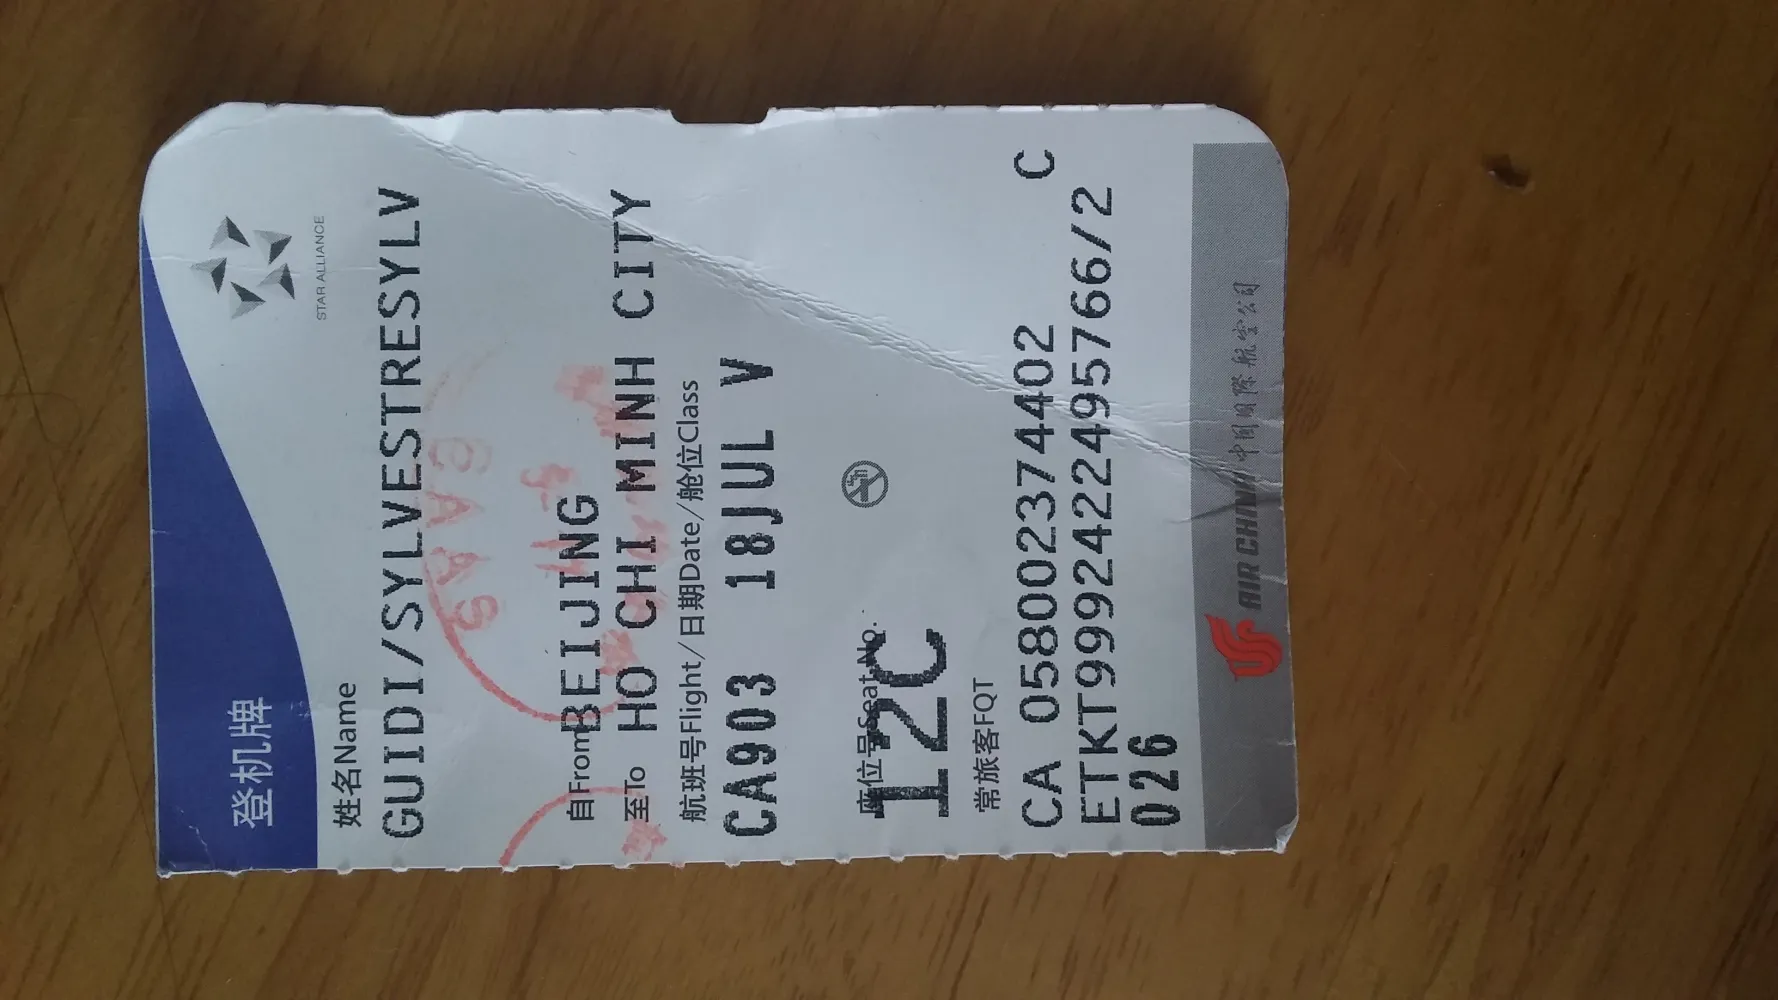 登机牌
STAR ALLIANCE
姓名Name
GUIDI/SYLVESTRESYLV
自From BEIJING
至To HO CHI MINH CITY
航班号Flight/日期Date/舱位Class
CA903 18JUL V
座位号Seat No.
12C
常旅客FQT
CA 058002374402 C
ETKT9992422495766/2
026
AIR CHINA 中国国际航空公司